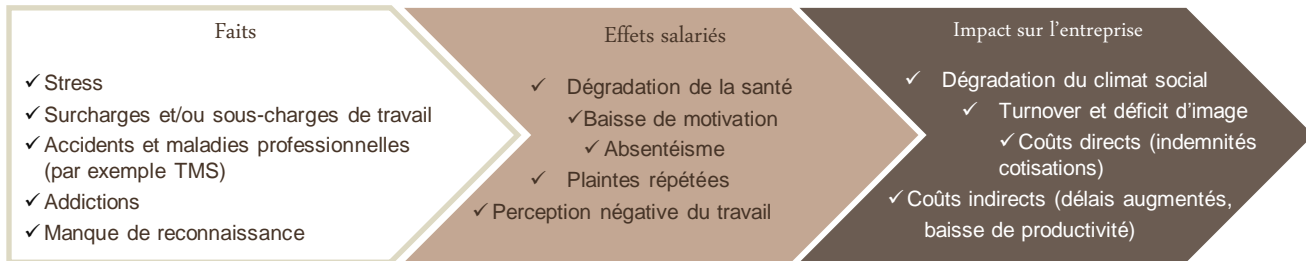 Faits
✓ Stress
✓ Surcharges et/ou sous-charges de travail
✓ Accidents et maladies professionnelles
(par exemple TMS)
✓ Addictions
✓ Manque de reconnaissance
Effets salariés
✓ Dégradation de la santé
✓ Baisse de motivation
✓ Absentéisme
✓ Plaintes répétées
✓ Perception négative du travail
Impact sur l'entreprise
✓ Dégradation du climat social
✓ Turnover et déficit d'image
✓ Coûts directs (indemnités
cotisations)
✓ Coûts indirects (délais augmentés,
baisse de productivité)